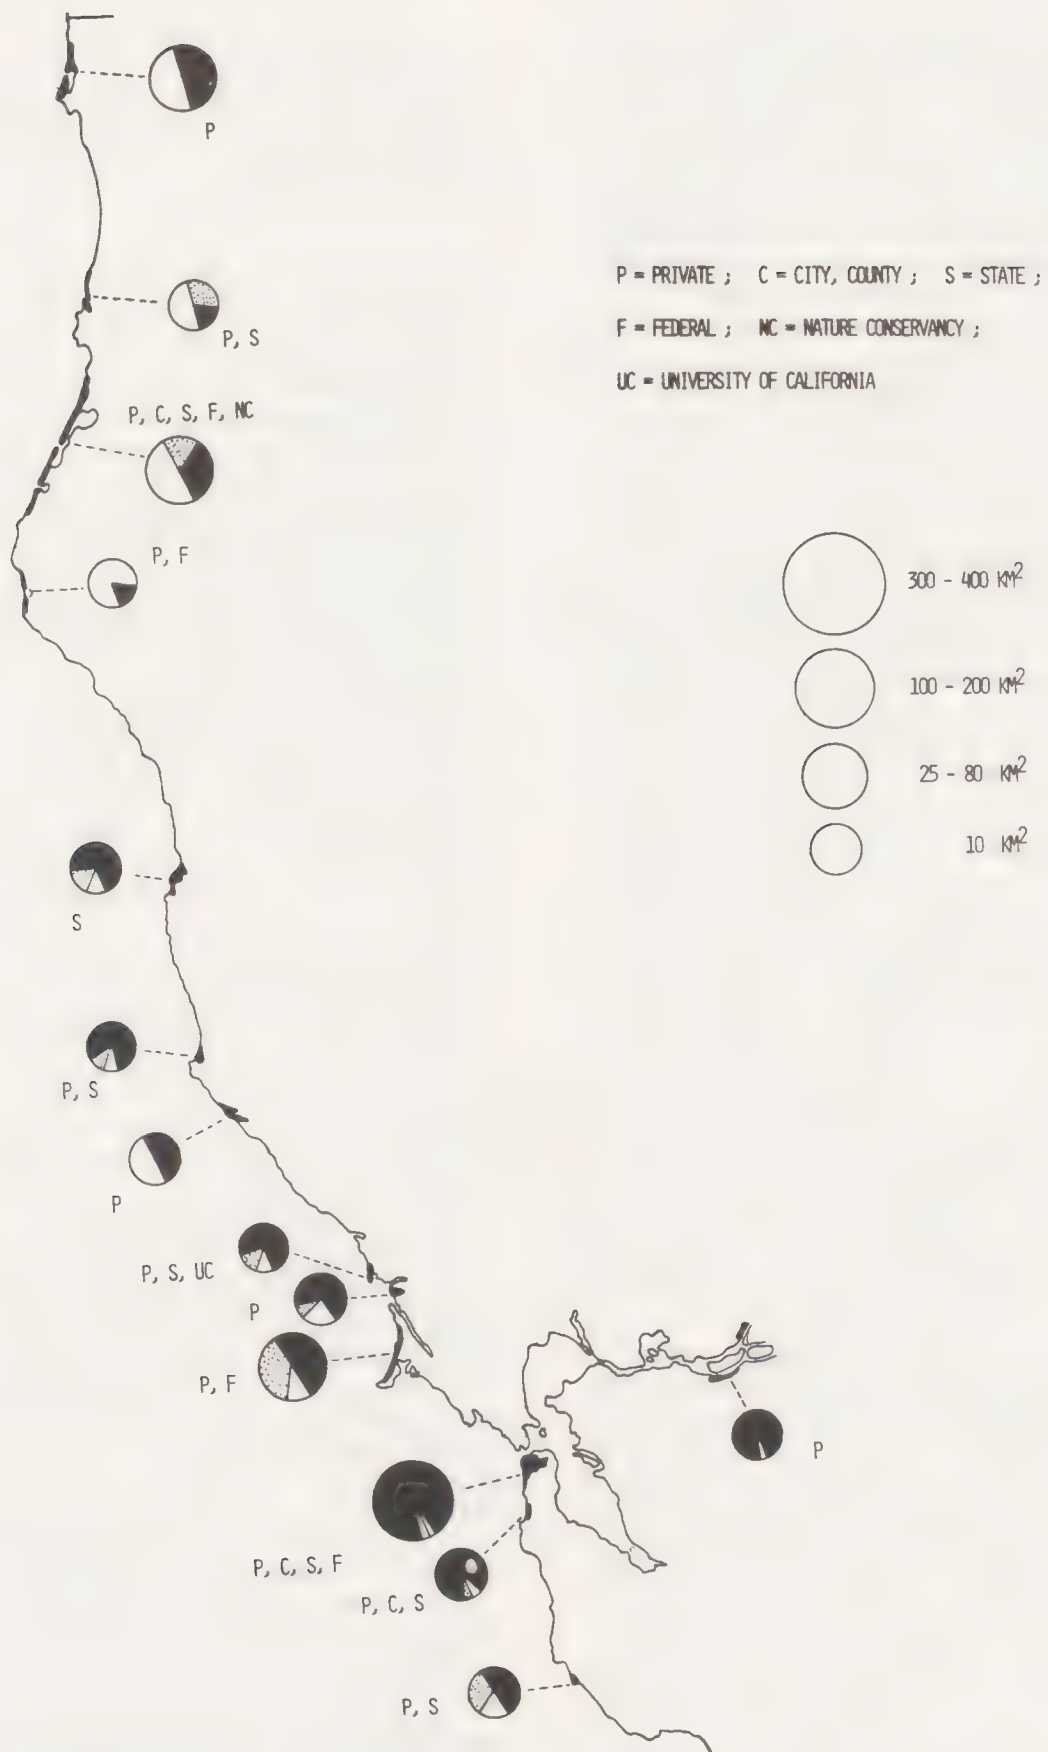 P
P = PRIVATE ; C = CITY, COUNTY ; S = STATE ;
P, S
F = FEDERAL ; NC = NATURE CONSERVANCY ;
UC = UNIVERSITY OF CALIFORNIA
P, C, S, F, NC
P, F
300 - 400 KM²
100 - 200 KM²
25 - 80 KM²
10 KM²
S
P, S
P
P, S, UC
P
P, F
P
P, C, S, F
P, C, S
P, S